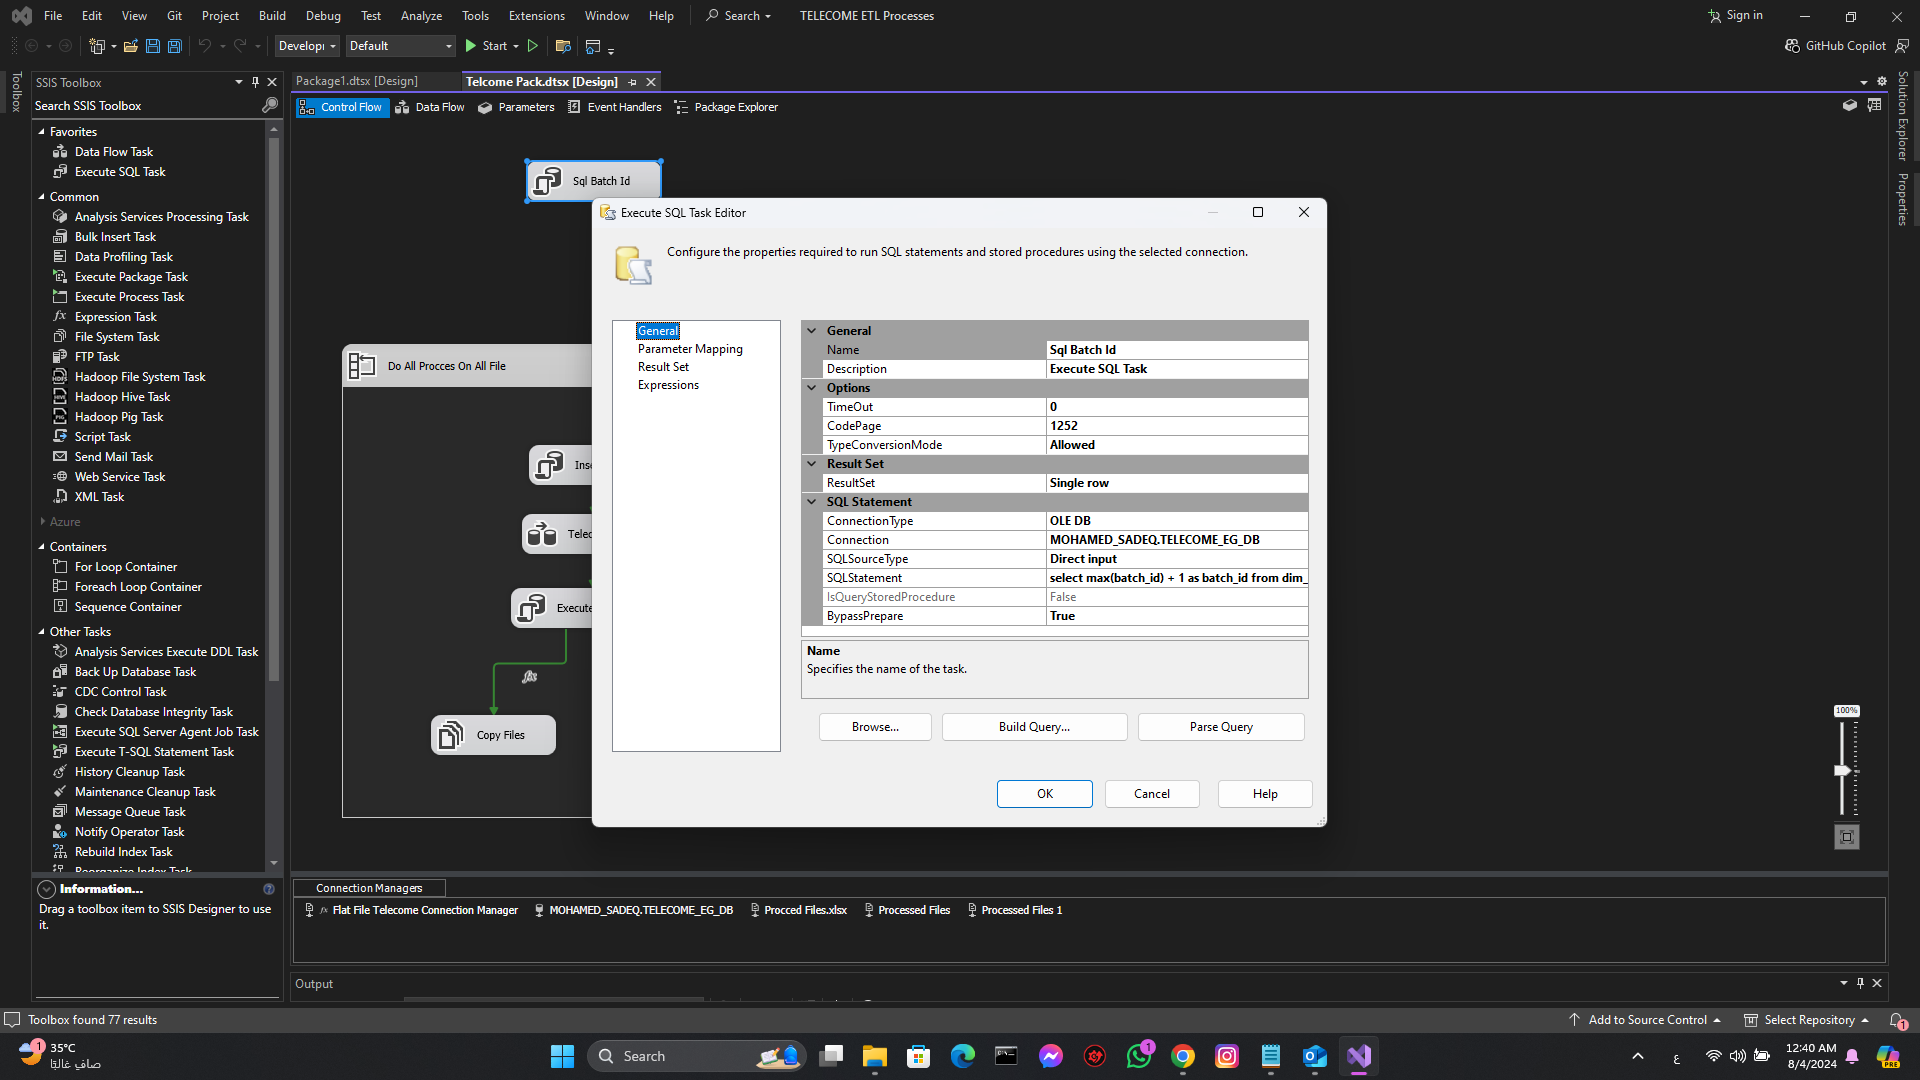 File Edit View Git Project Build Debug Test Analyze Tools Extensions Window Help Search TELECOME ETL Processes Sign in
Develop Default Start GitHub Copilot
Toolbox
SSIS Toolbox
Search SSIS Toolbox
Favorites
Data Flow Task
Execute SQL Task
Common
Analysis Services Processing Task
Bulk Insert Task
Data Profiling Task
Execute Package Task
Execute Process Task
Expression Task
File System Task
FTP Task
Hadoop File System Task
Hadoop Hive Task
Hadoop Pig Task
Script Task
Send Mail Task
Web Service Task
XML Task
Azure
Containers
For Loop Container
Foreach Loop Container
Sequence Container
Other Tasks
Analysis Services Execute DDL Task
Back Up Database Task
CDC Control Task
Check Database Integrity Task
Execute SQL Server Agent Job Task
Execute T-SQL Statement Task
History Cleanup Task
Maintenance Cleanup Task
Message Queue Task
Notify Operator Task
Rebuild Index Task
Reorganize Index Task
Information...
Drag a toolbox item to SSIS Designer to use
it.
Package1.dtsx [Design] Telcome Pack.dtsx [Design]
Control Flow Data Flow Parameters Event Handlers Package Explorer
Sql Batch Id
Do All Procces On All File
Inse
Telec
Execute
fx
Copy Files
Execute SQL Task Editor
Configure the properties required to run SQL statements and stored procedures using the selected connection.
General
Parameter Mapping
Result Set
Expressions
General
Name Sql Batch Id
Description Execute SQL Task
Options
TimeOut 0
CodePage 1252
TypeConversionMode Allowed
Result Set
ResultSet Single row
SQL Statement
ConnectionType OLE DB
Connection MOHAMED_SADEQ.TELECOME_EG_DB
SQLSourceType Direct input
SQLStatement select max(batch_id) + 1 as batch_id from dim_
IsQueryStoredProcedure False
BypassPrepare True
Name
Specifies the name of the task.
Browse... Build Query... Parse Query
OK Cancel Help
100%
Solution Explorer
Properties
Connection Managers
Flat File Telecome Connection Manager MOHAMED_SADEQ.TELECOME_EG_DB Procced Files.xlsx Processed Files Processed Files 1
Output
Toolbox found 77 results Add to Source Control Select Repository 1
1 35°C
صافٍ غالبًا
Search
1
ع
12:40 AM
8/4/2024
PRE